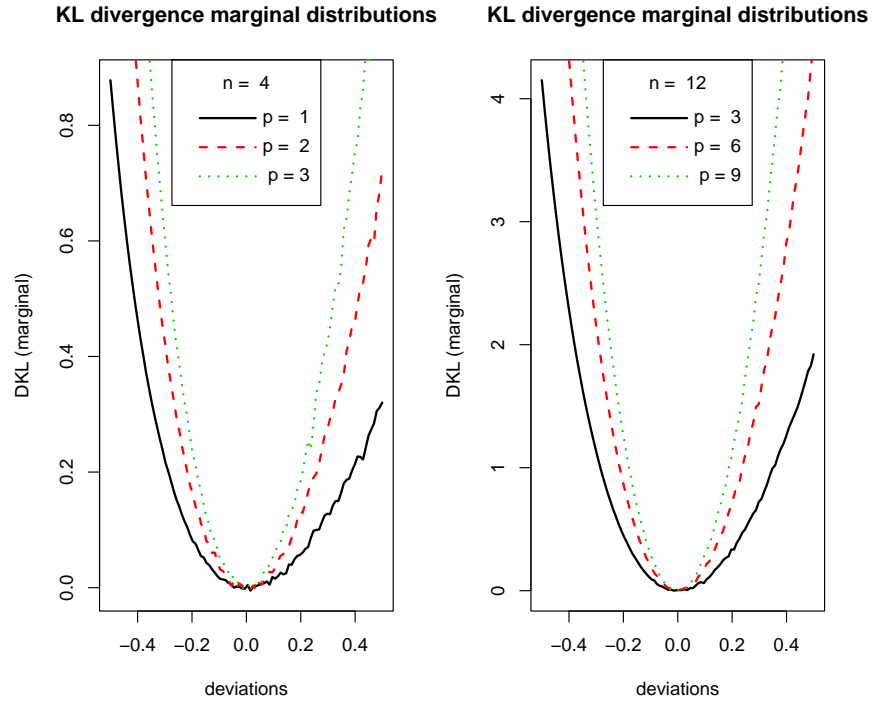 KL divergence marginal distributions
n = 4
p = 1
p = 2
p = 3
DKL (marginal)
0.0 0.2 0.4 0.6 0.8
−0.4 −0.2 0.0 0.2 0.4
deviations
KL divergence marginal distributions
n = 12
p = 3
p = 6
p = 9
DKL (marginal)
0 1 2 3 4
−0.4 −0.2 0.0 0.2 0.4
deviations